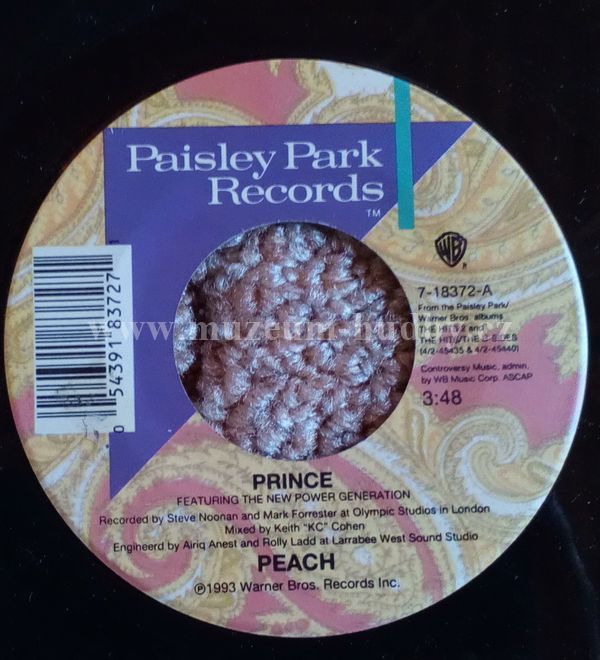 Paisley Park
Records
TM
WB
®
7-18372-A
From the Paisley Park/
Warner Bros. albums
THE HITS 2 and
THE HITS/THE B-SIDES
(4/2-45435 & 4/2-45440)
Controversy Music, admin.
by WB Music Corp. ASCAP
3:48
0 54391 83727 1
www.muzeum-hudby.cz
PRINCE
FEATURING THE NEW POWER GENERATION
Recorded by Steve Noonan and Mark Forrester at Olympic Studios in London
Mixed by Keith "KC" Cohen
Engineerd by Airiq Anest and Rolly Ladd at Larrabee West Sound Studio
PEACH
℗1993 Warner Bros. Records Inc.